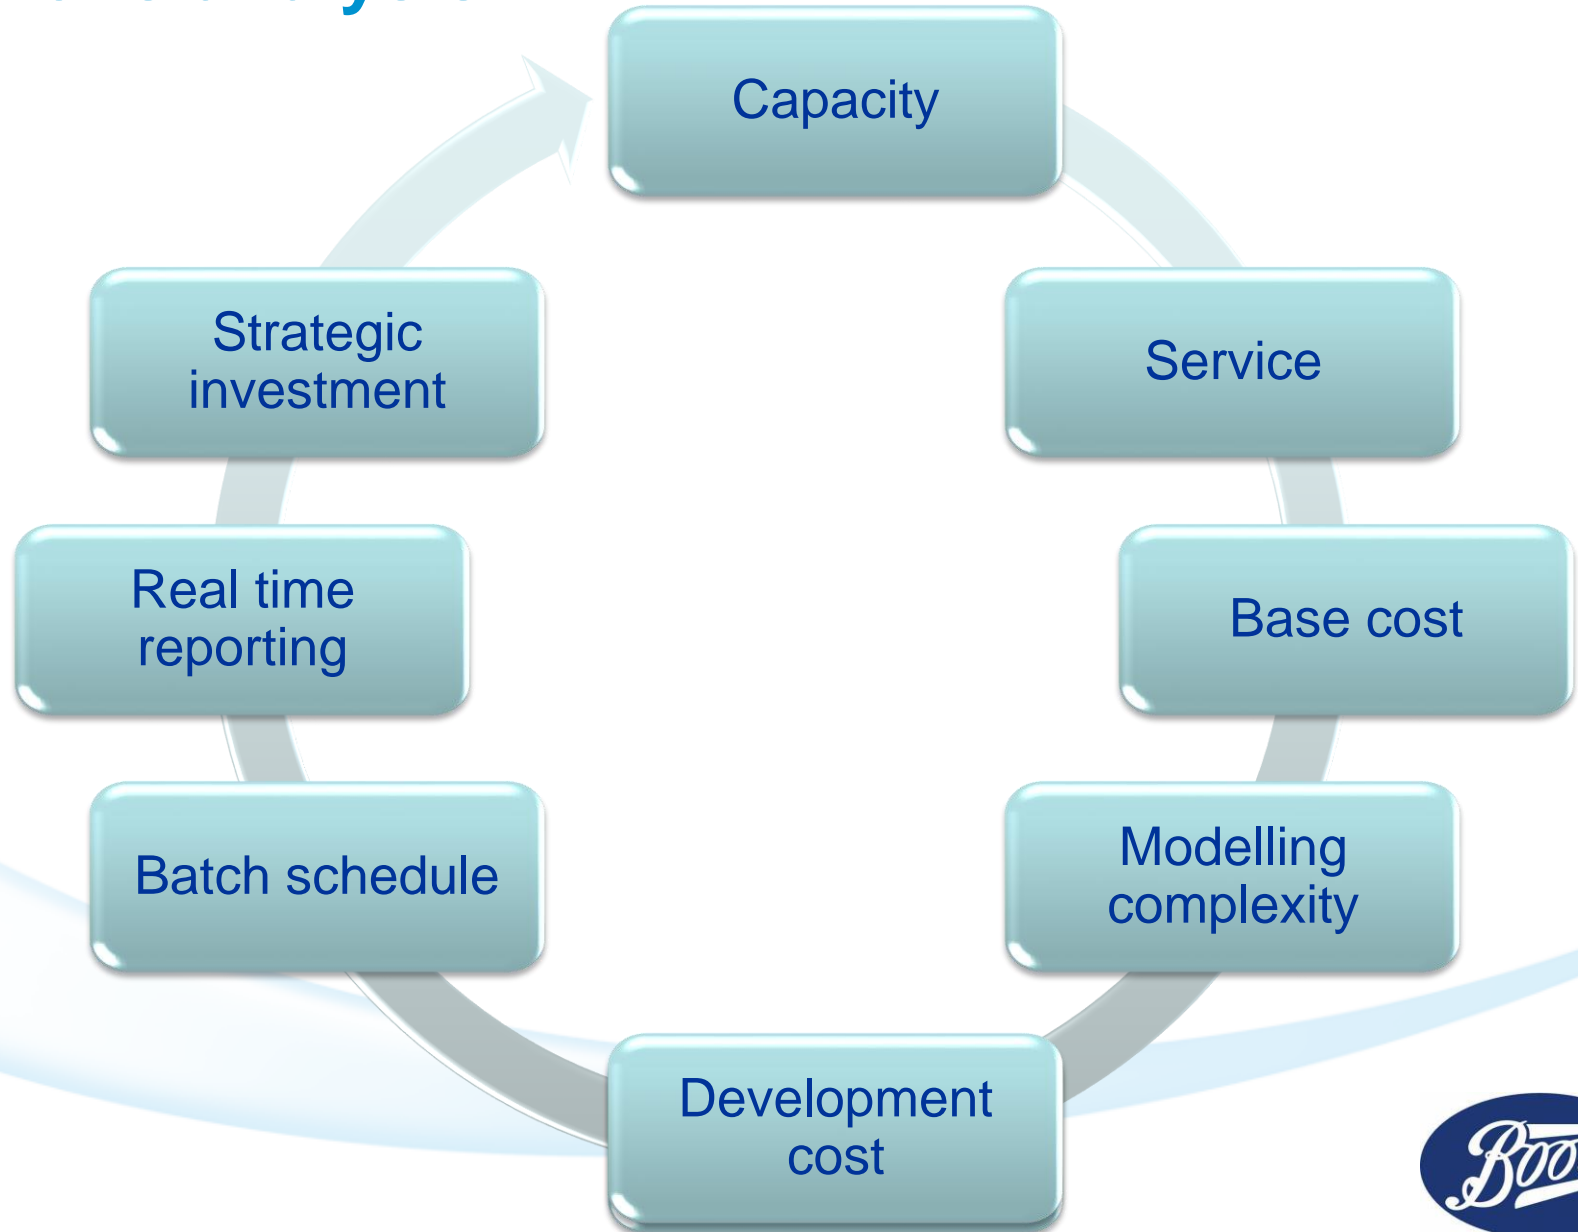 Capacity
Service
Base cost
Modelling
complexity
Development
cost
Batch schedule
Real time
reporting
Strategic
investment